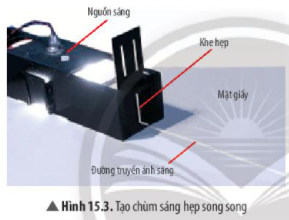 Nguồn sáng
Khe hẹp
Mặt giấy
Đường truyền ánh sáng
▲ Hình 15.3. Tạo chùm sáng hẹp song song